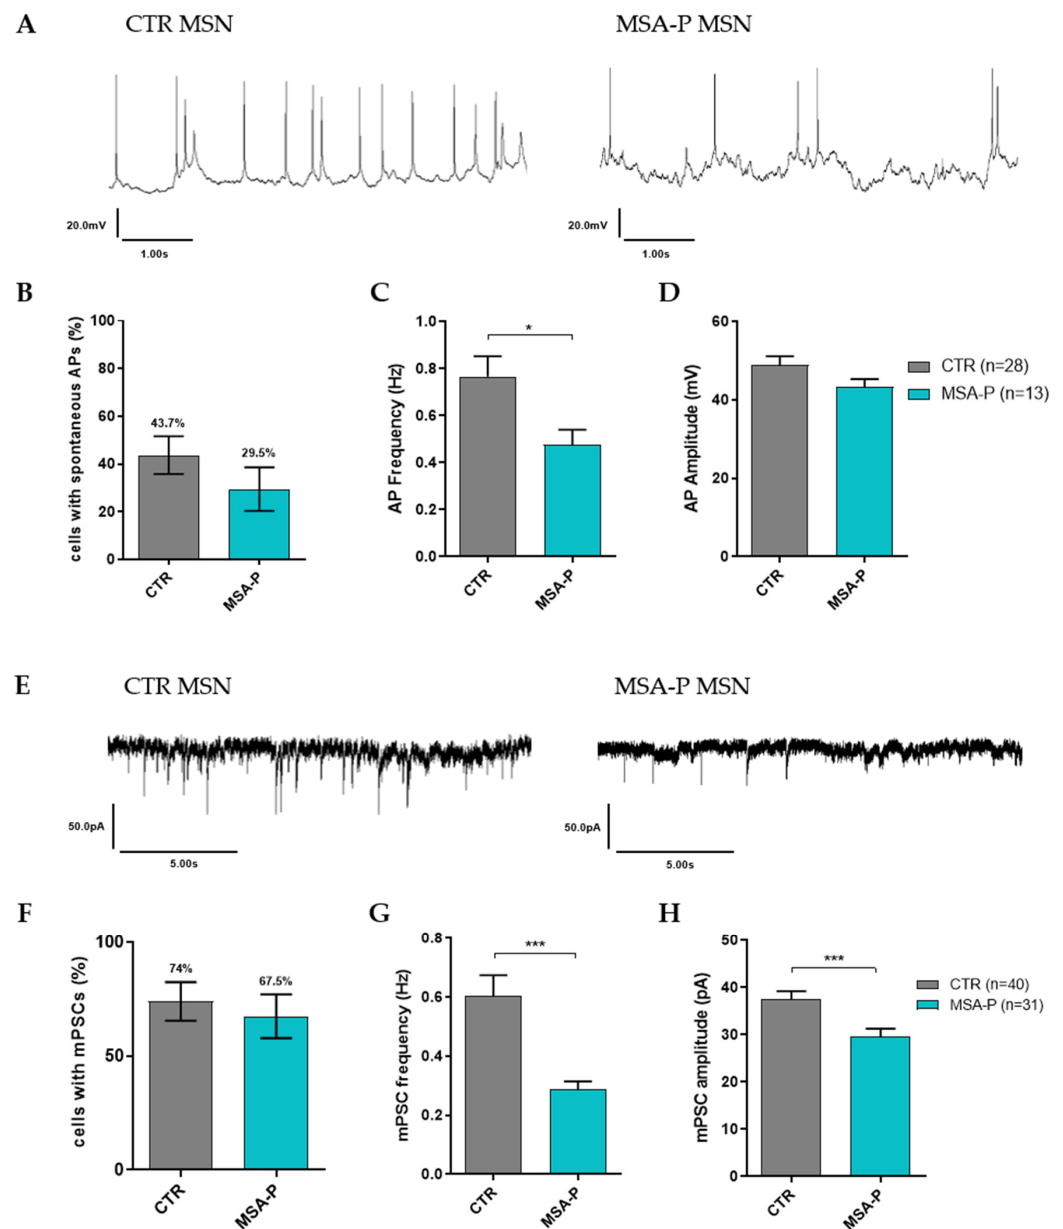 A
CTR MSN
MSA-P MSN
20.0mV
1.00s
20.0mV
1.00s
B
cells with spontaneous APs (%)
100
80
60
40
20
0
43.7%
29.5%
CTR
MSA-P
C
AP Frequency (Hz)
1.0
0.8
0.6
0.4
0.2
0.0
*
CTR
MSA-P
D
AP Amplitude (mV)
60
40
20
0
CTR
MSA-P
CTR (n=28)
MSA-P (n=13)
E
CTR MSN
MSA-P MSN
50.0pA
5.00s
50.0pA
5.00s
F
cells with mPSCs (%)
100
50
0
74%
67.5%
CTR
MSA-P
G
mPSC frequency (Hz)
0.8
0.6
0.4
0.2
0.0
***
CTR
MSA-P
H
mPSC amplitude (pA)
50
40
30
20
10
0
***
CTR
MSA-P
CTR (n=40)
MSA-P (n=31)